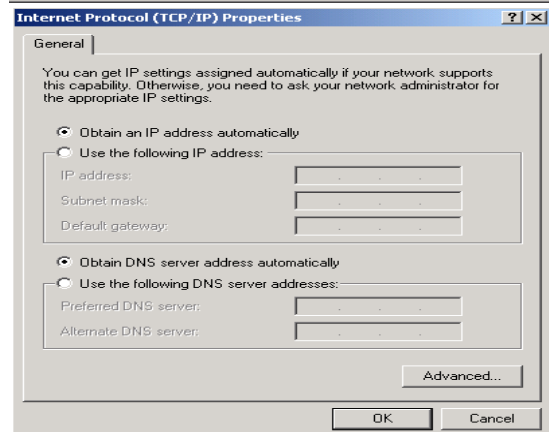 Internet Protocol (TCP/IP) Properties
General
You can get IP settings assigned automatically if your network supports
this capability. Otherwise, you need to ask your network administrator for
the appropriate IP settings.
Obtain an IP address automatically
Use the following IP address:
IP address:
Subnet mask:
Default gateway:
Obtain DNS server address automatically
Use the following DNS server addresses:
Preferred DNS server:
Alternate DNS server:
Advanced...
OK
Cancel